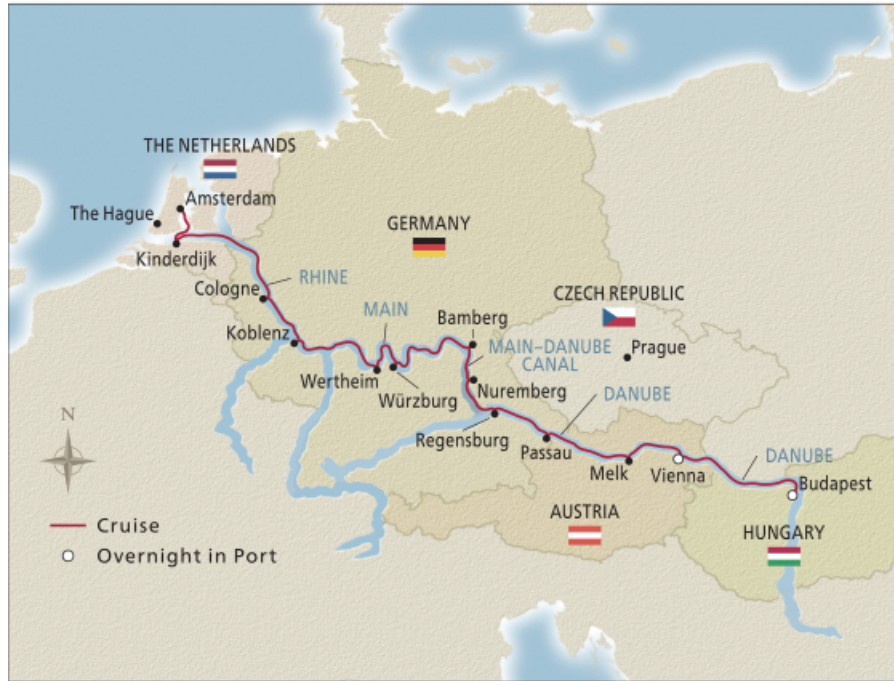 THE NETHERLANDS
Amsterdam
The Hague
Kinderdijk
GERMANY
RHINE
Cologne
CZECH REPUBLIC
MAIN
Bamberg
Koblenz
MAIN–DANUBE
CANAL
Prague
Wertheim
Würzburg
Nuremberg
DANUBE
Regensburg
Passau
Melk
Vienna
DANUBE
Budapest
N
AUSTRIA
HUNGARY
Cruise
Overnight in Port